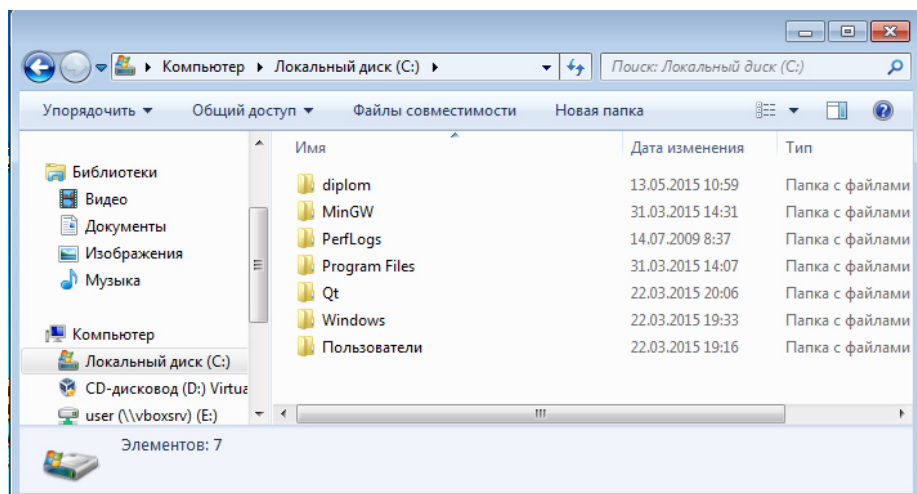 Компьютер Локальный диск (C:) Поиск: Локальный диск (C:)
Упорядочить Общий доступ Файлы совместимости Новая папка
Имя Дата изменения Тип
Библиотеки
Видео
Документы
Изображения
Музыка
Компьютер
Локальный диск (C:)
CD-дисковод (D:) Virtua
user (\\vboxsrv) (E:)
diplom 13.05.2015 10:59 Папка с файлами
MinGW 31.03.2015 14:31 Папка с файлами
PerfLogs 14.07.2009 8:37 Папка с файлами
Program Files 31.03.2015 14:07 Папка с файлами
Qt 22.03.2015 20:06 Папка с файлами
Windows 22.03.2015 19:33 Папка с файлами
Пользователи 22.03.2015 19:16 Папка с файлами
Элементов: 7